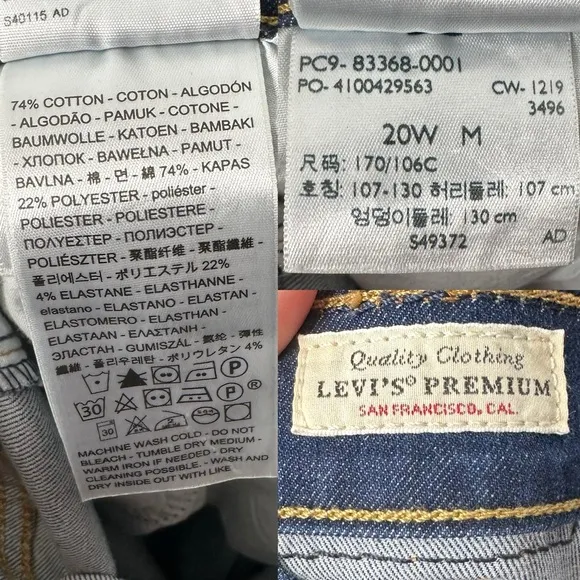 S40115 AD
74% COTTON - COTON - ALGODÓN
- ALGODÃO - PAMUK - COTONE -
BAUMWOLLE - KATOEN - BAMBAKI
- ХЛОПОК - BAWEŁNA - PAMUT -
BAVLNA - 棉 - 면 - 綿 74% - KAPAS
22% POLYESTER - poliéster -
POLIESTER - POLIESTERE -
ΠΟΛΥΕΣΤΕΡ - ПОЛИЭСТЕР -
POLIÉSZTER - 聚酯纤维 - 聚酯纖維 -
폴리에스터 - ポリエステル 22%
4% ELASTANE - ELASTHANNE -
elastano - ELASTANO - ELASTAN -
ELASTOMERO - ELASTHAN -
ELASTAAN - ΕΛΑΣΤΑΝΗ -
ЭЛАСТАН - GUMISZÁL -
纖維 - 폴리우레탄 - ポリウレタン 4%
30
P
30
P
MACHINE WASH COLD - DO NOT
BLEACH - TUMBLE DRY MEDIUM -
WARM IRON IF NEEDED - DRY
CLEANING POSSIBLE. - WASH AND
DRY INSIDE OUT WITH LIKE
PC9- 83368-0001
PO- 4100429563 CW- 1219
3496
20W M
尺码: 170/106C
호칭: 107-130 허리둘레: 107 cm
엉덩이둘레: 130 cm
S49372 AD
Quality Clothing
LEVI'S® PREMIUM
SAN FRANCISCO, CAL.